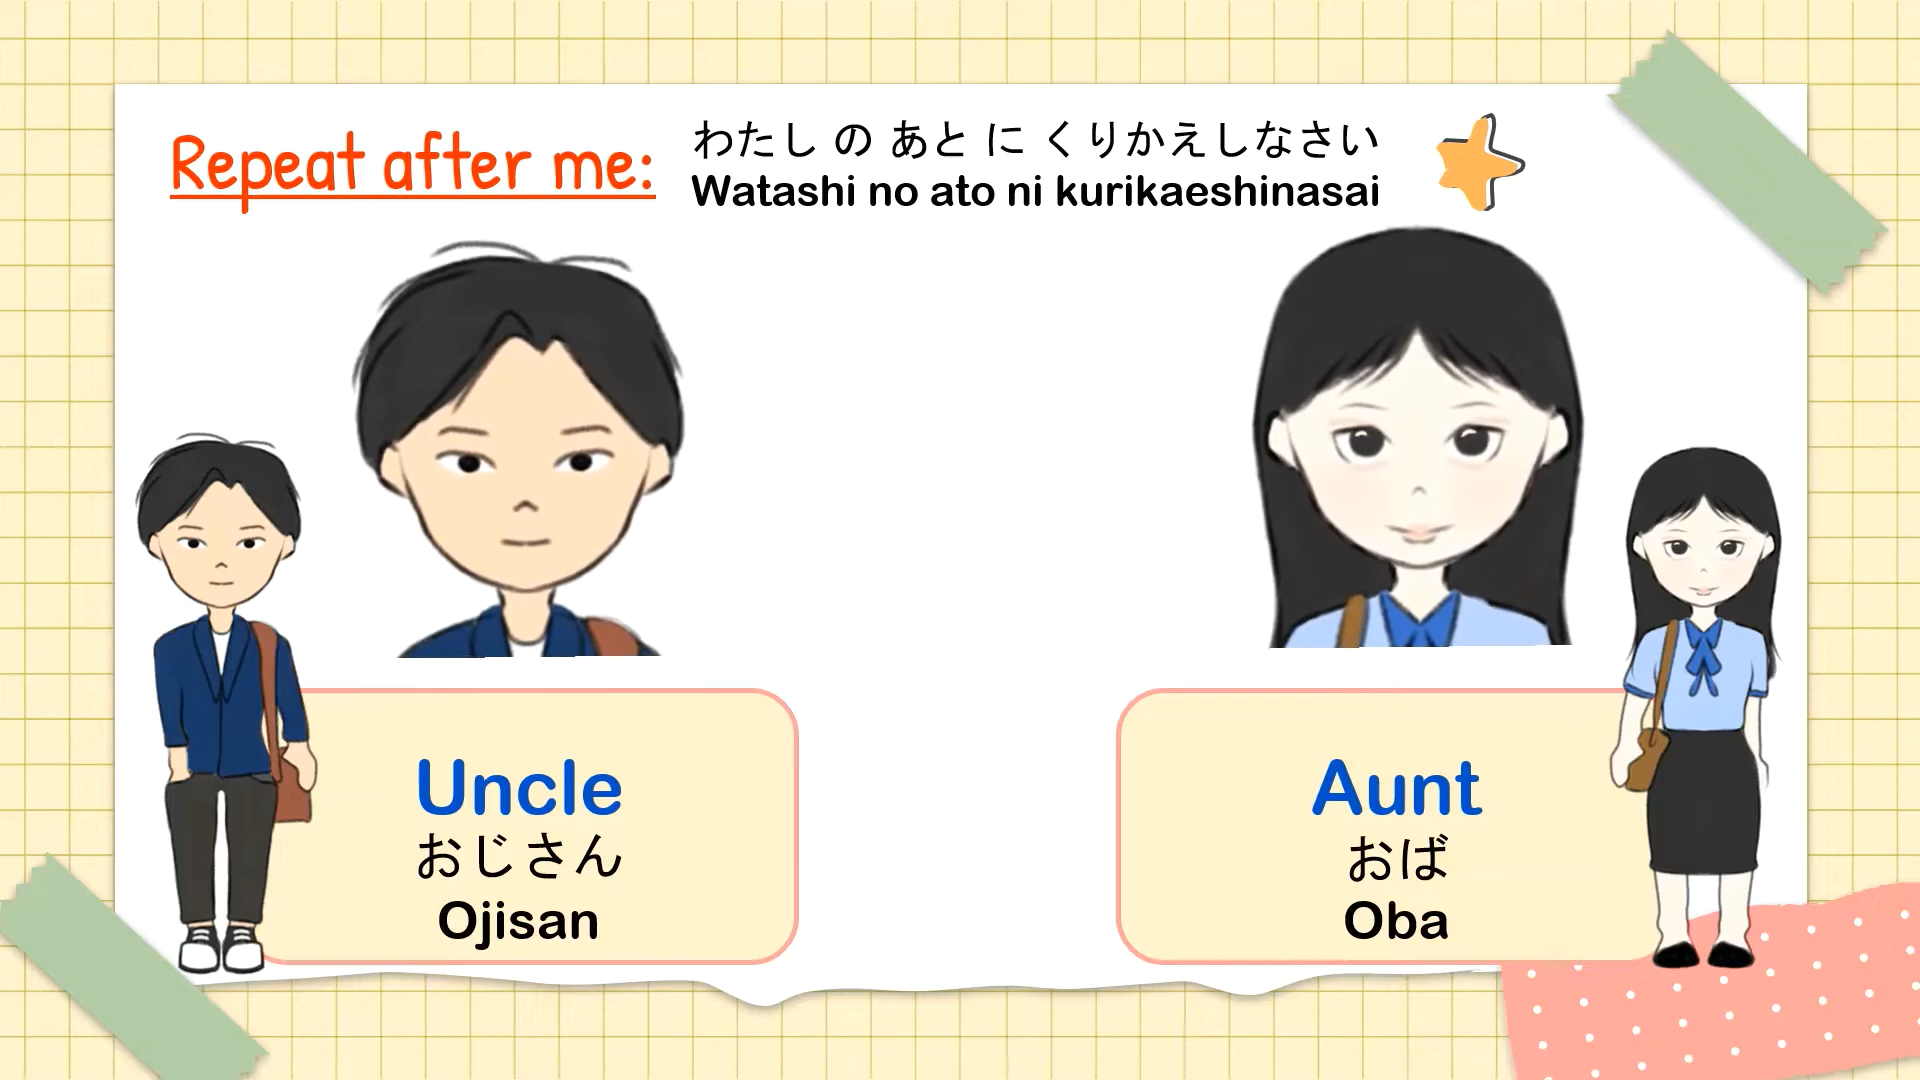 Repeat after me:
わたし の あと に くりかえしなさい
Watashi no ato ni kurikaeshinasai
Uncle
おじさん
Ojisan
Aunt
おば
Oba